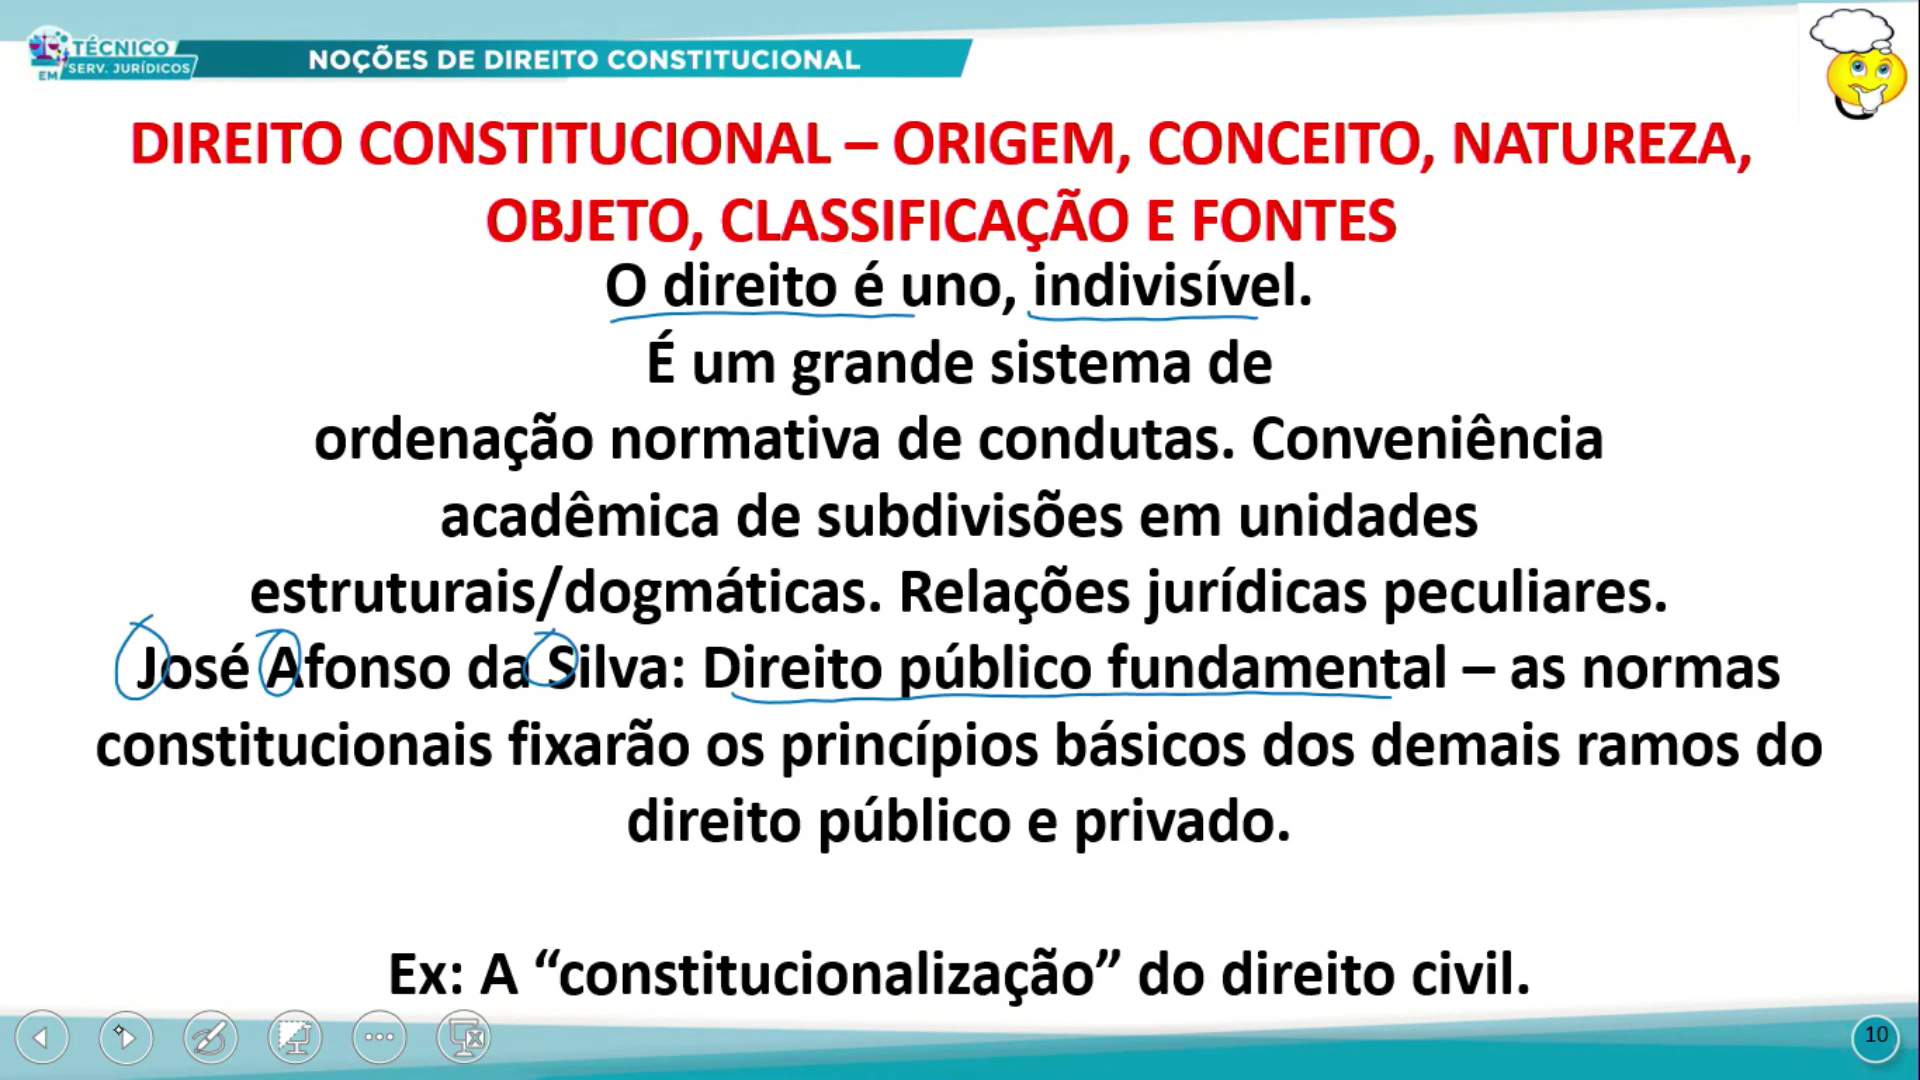 TÉCNICO
EM SERV. JURÍDICOS
NOÇÕES DE DIREITO CONSTITUCIONAL
DIREITO CONSTITUCIONAL – ORIGEM, CONCEITO, NATUREZA,
OBJETO, CLASSIFICAÇÃO E FONTES
O direito é uno, indivisível.
É um grande sistema de
ordenação normativa de condutas. Conveniência
acadêmica de subdivisões em unidades
estruturais/dogmáticas. Relações jurídicas peculiares.
José Afonso da Silva: Direito público fundamental – as normas
constitucionais fixarão os princípios básicos dos demais ramos do
direito público e privado.
Ex: A “constitucionalização” do direito civil.
10